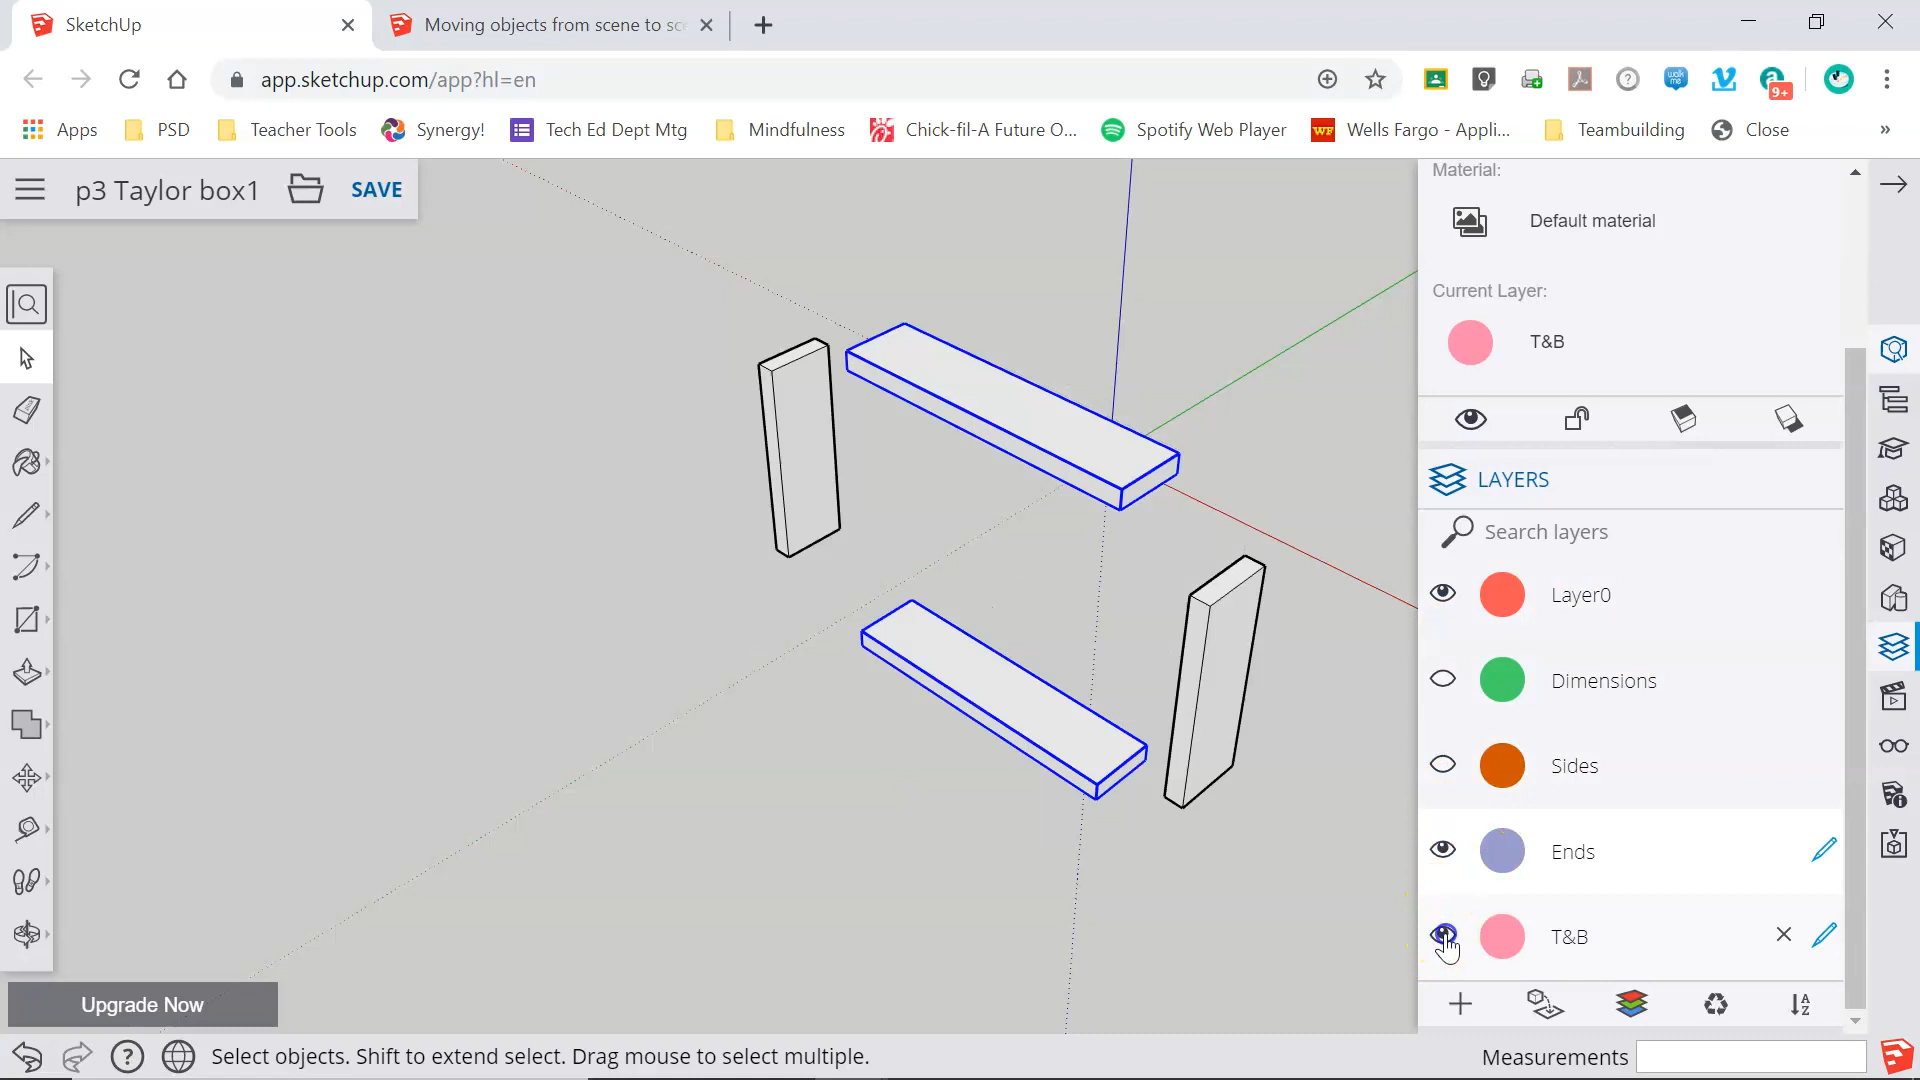 SketchUp
Moving objects from scene to sc
app.sketchup.com/app?hl=en
9+
Apps
PSD
Teacher Tools
Synergy!
Tech Ed Dept Mtg
Mindfulness
Chick-fil-A Future O...
Spotify Web Player
WF
Wells Fargo - Appli...
Teambuilding
Close
»
p3 Taylor box1
SAVE
Material:
Default material
Current Layer:
T&B
LAYERS
Search layers
Layer0
Dimensions
Sides
Ends
T&B
Upgrade Now
Select objects. Shift to extend select. Drag mouse to select multiple.
Measurements